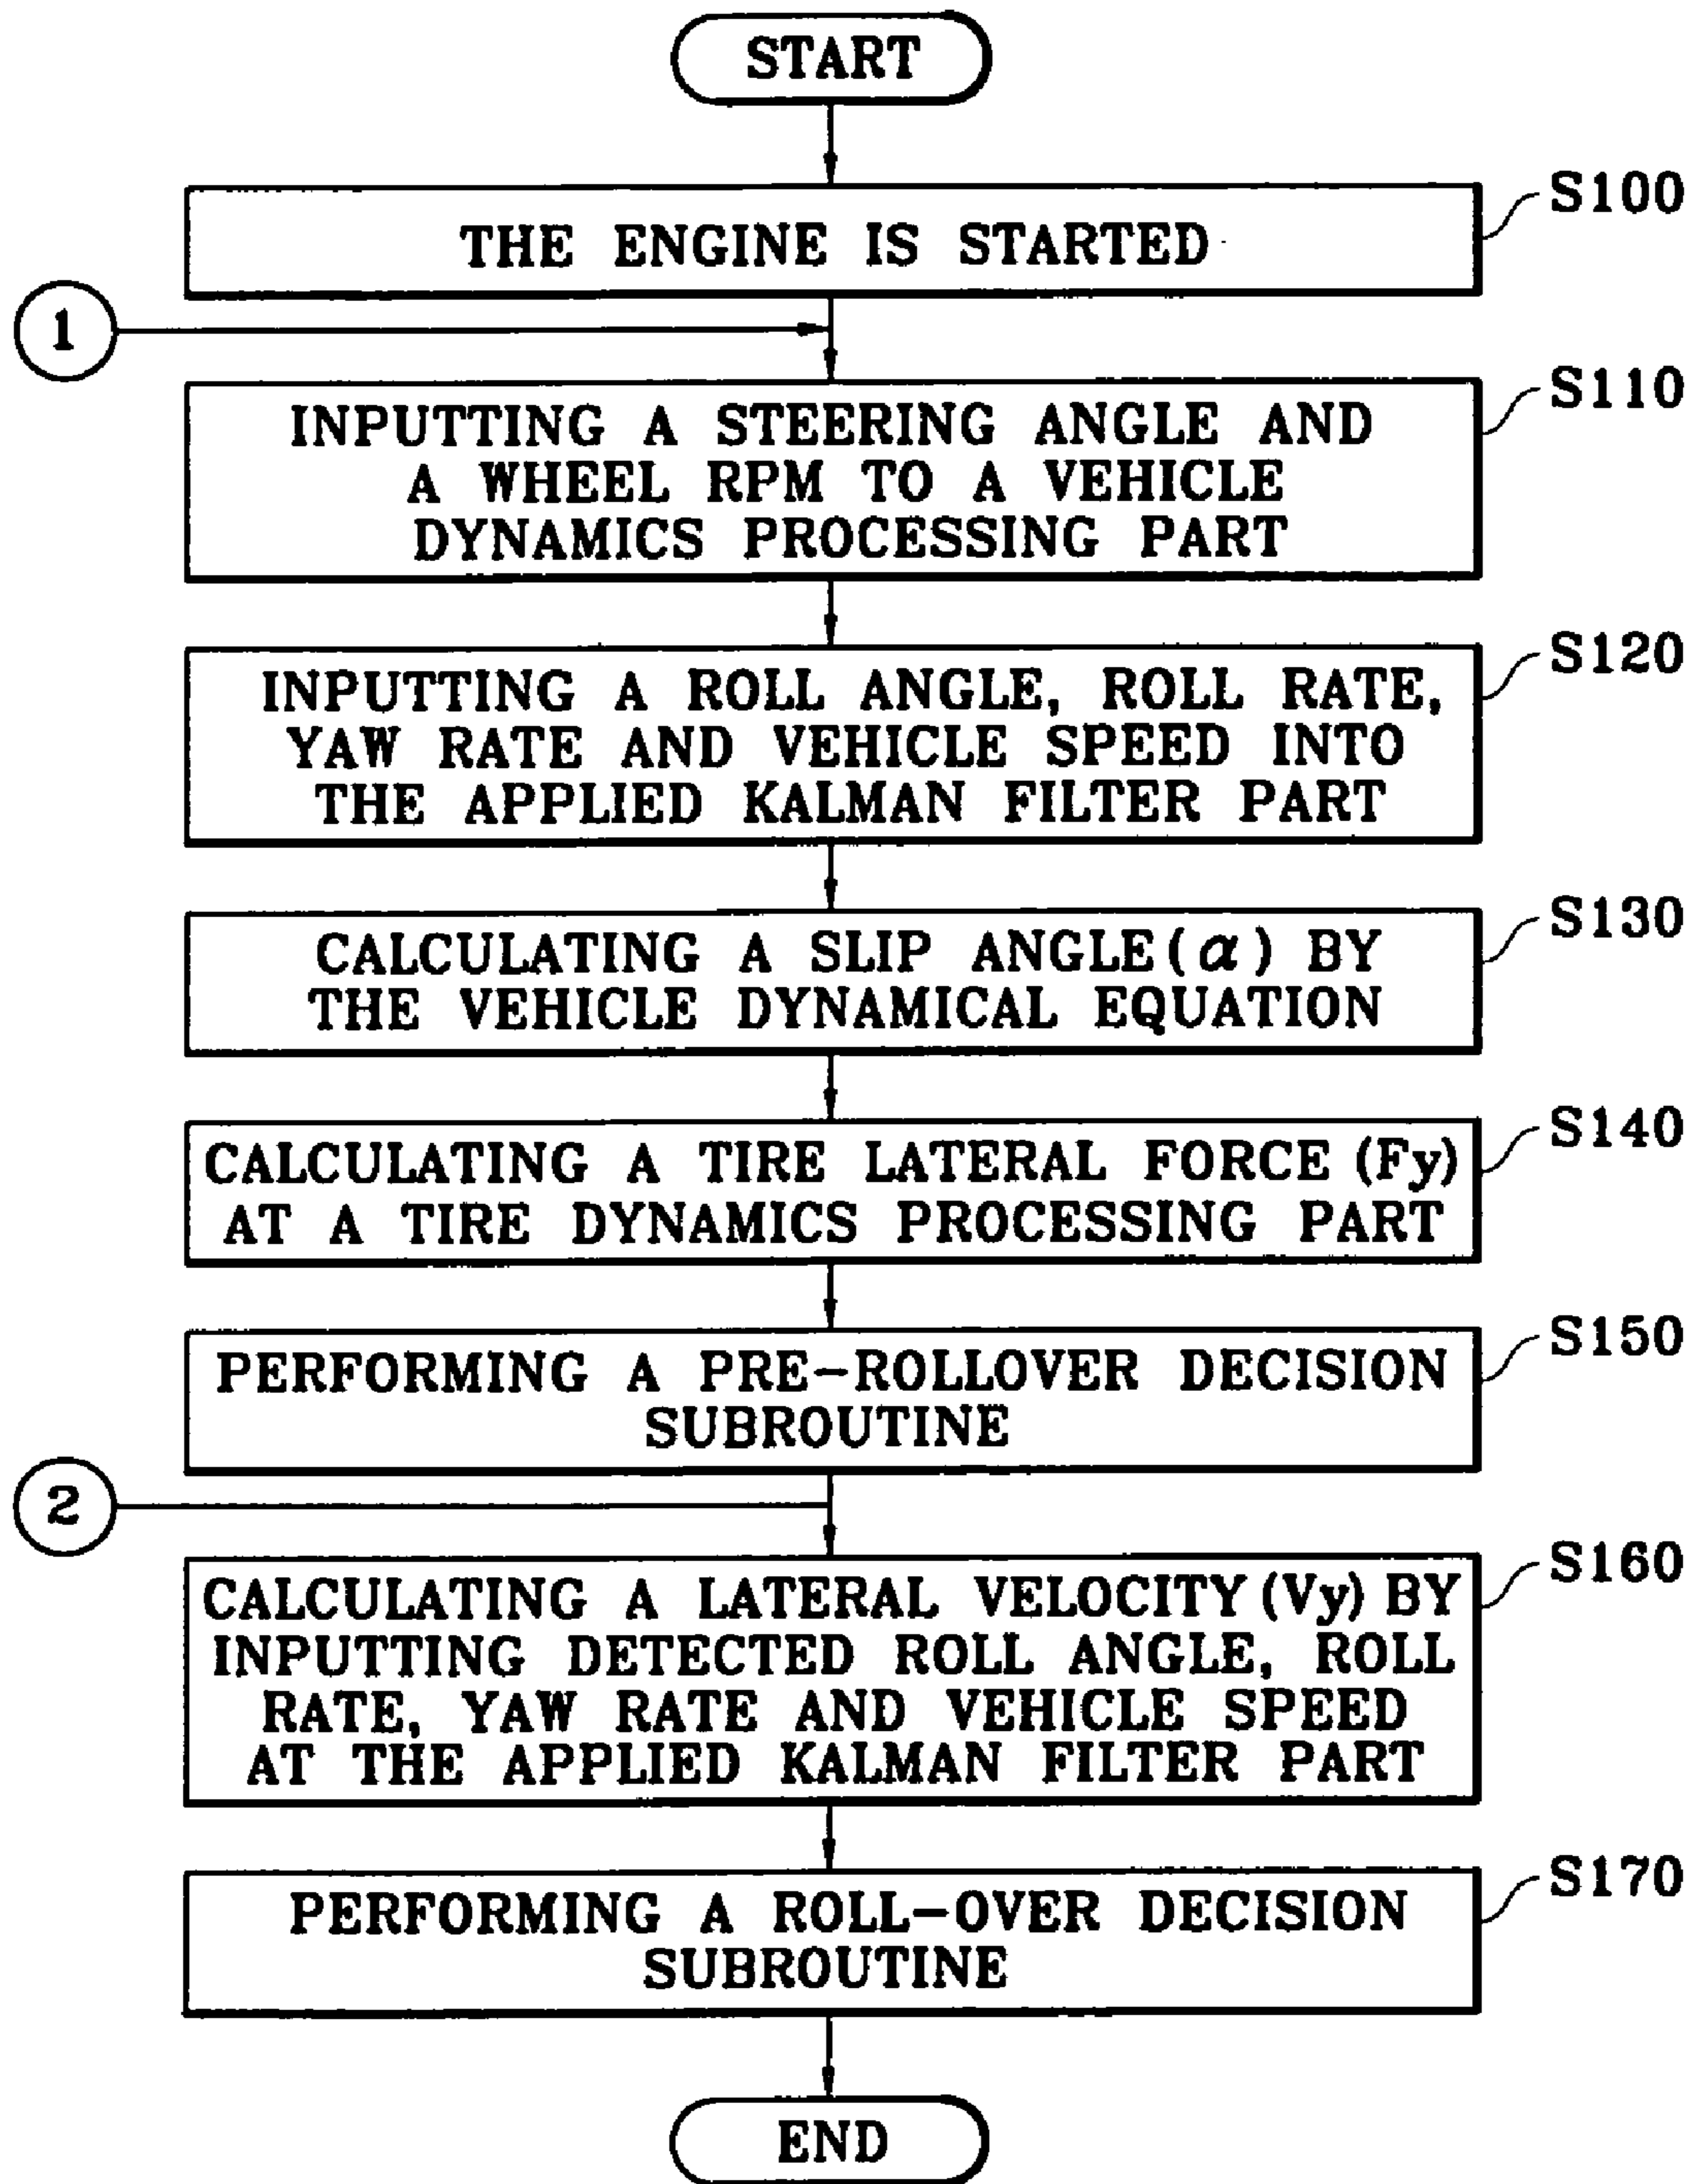 START
S100
THE ENGINE IS STARTED
1
S110
INPUTTING A STEERING ANGLE AND
A WHEEL RPM TO A VEHICLE
DYNAMICS PROCESSING PART
S120
INPUTTING A ROLL ANGLE, ROLL RATE,
YAW RATE AND VEHICLE SPEED INTO
THE APPLIED KALMAN FILTER PART
S130
CALCULATING A SLIP ANGLE(α) BY
THE VEHICLE DYNAMICAL EQUATION
S140
CALCULATING A TIRE LATERAL FORCE (Fy)
AT A TIRE DYNAMICS PROCESSING PART
S150
PERFORMING A PRE-ROLLOVER DECISION
SUBROUTINE
2
S160
CALCULATING A LATERAL VELOCITY (Vy) BY
INPUTTING DETECTED ROLL ANGLE, ROLL
RATE, YAW RATE AND VEHICLE SPEED
AT THE APPLIED KALMAN FILTER PART
S170
PERFORMING A ROLL-OVER DECISION
SUBROUTINE
END